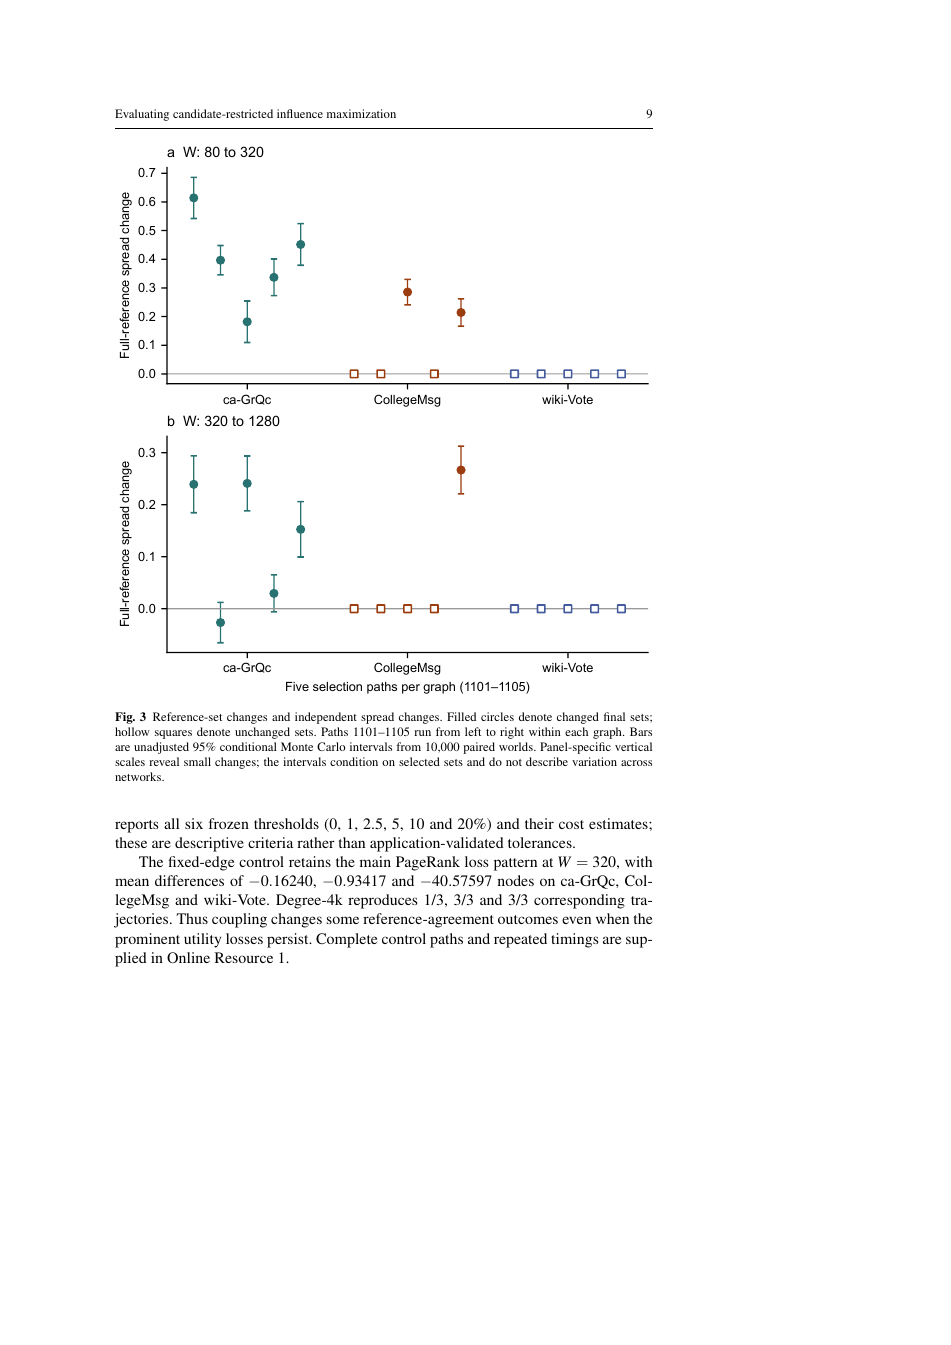 Evaluating candidate-restricted influence maximization 9
a W: 80 to 320
Full-reference spread change
0.7
0.6
0.5
0.4
0.3
0.2
0.1
0.0
ca-GrQc CollegeMsg wiki-Vote
b W: 320 to 1280
Full-reference spread change
0.3
0.2
0.1
0.0
ca-GrQc CollegeMsg wiki-Vote
Five selection paths per graph (1101–1105)
Fig. 3 Reference-set changes and independent spread changes. Filled circles denote changed final sets;
hollow squares denote unchanged sets. Paths 1101–1105 run from left to right within each graph. Bars
are unadjusted 95% conditional Monte Carlo intervals from 10,000 paired worlds. Panel-specific vertical
scales reveal small changes; the intervals condition on selected sets and do not describe variation across
networks.
reports all six frozen thresholds (0, 1, 2.5, 5, 10 and 20%) and their cost estimates;
these are descriptive criteria rather than application-validated tolerances.
The fixed-edge control retains the main PageRank loss pattern at W = 320, with
mean differences of −0.16240, −0.93417 and −40.57597 nodes on ca-GrQc, Col-
legeMsg and wiki-Vote. Degree-4k reproduces 1/3, 3/3 and 3/3 corresponding tra-
jectories. Thus coupling changes some reference-agreement outcomes even when the
prominent utility losses persist. Complete control paths and repeated timings are sup-
plied in Online Resource 1.